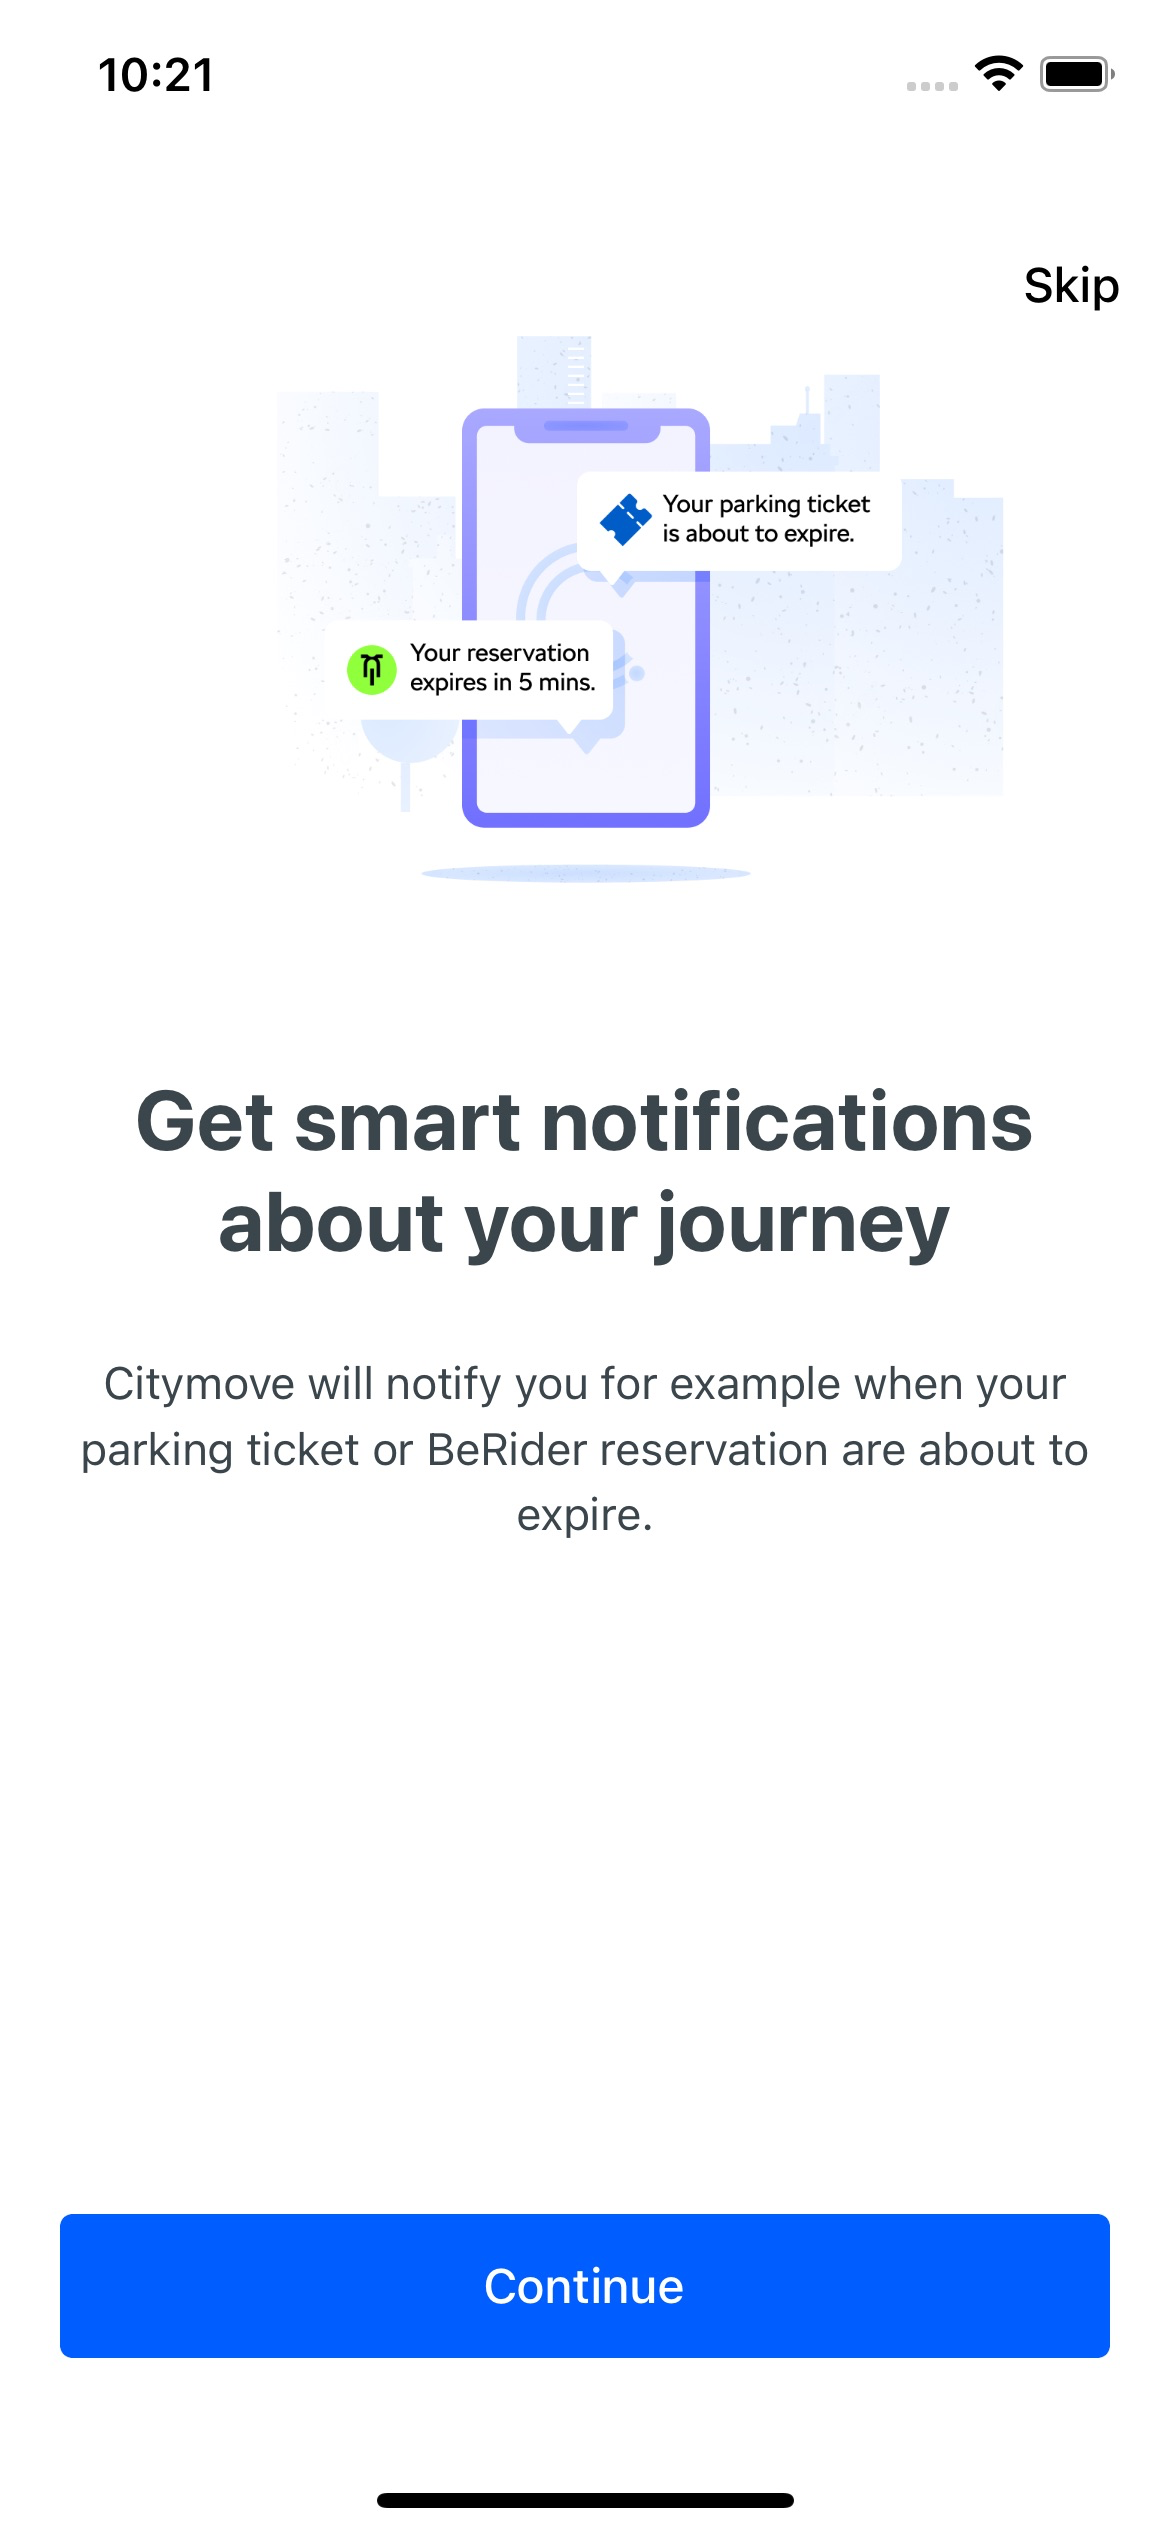 10:21
Skip
Your parking ticket
is about to expire.
Your reservation
expires in 5 mins.
Get smart notifications
about your journey
Citymove will notify you for example when your
parking ticket or BeRider reservation are about to
expire.
Continue